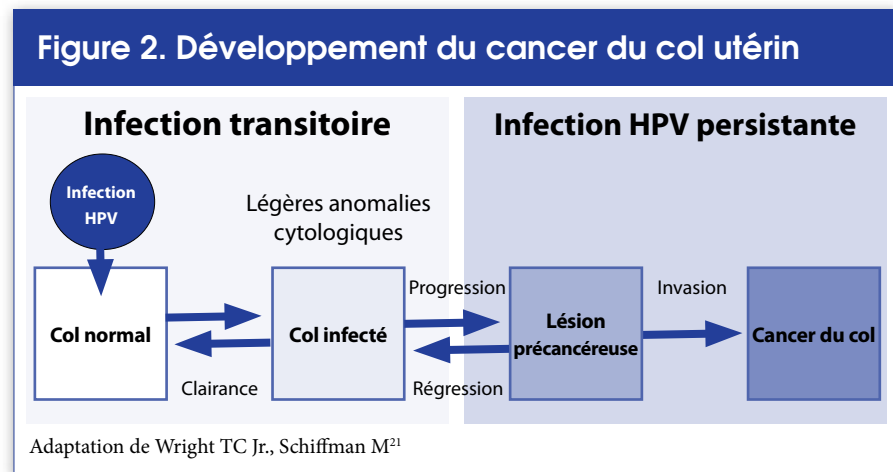 Figure 2. Développement du cancer du col utérin
Infection transitoire
Infection HPV persistante
Infection
HPV
Légères anomalies
cytologiques
Progression
Invasion
Col normal
Col infecté
Lésion
précancéreuse
Cancer du col
Clairance
Régression
Adaptation de Wright TC Jr., Schiffman M²¹